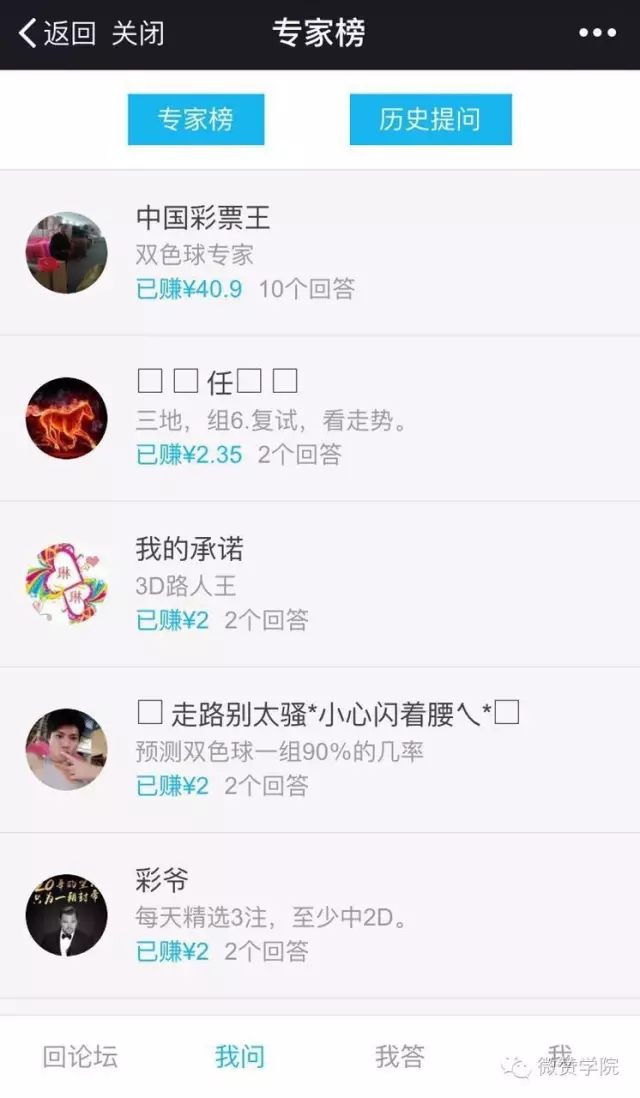 返回 关闭 专家榜
专家榜 历史提问
中国彩票王
双色球专家
已赚¥40.9 10个回答
任
三地，组6.复试，看走势。
已赚¥2.35 2个回答
琳
琳
我的承诺
3D路人王
已赚¥2 2个回答
走路别太骚*小心闪着腰乀*
预测双色球一组90%的几率
已赚¥2 2个回答
只为一
彩爷
每天精选3注，至少中2D。
已赚¥2 2个回答
回论坛 我问 我答 我
微赞学院